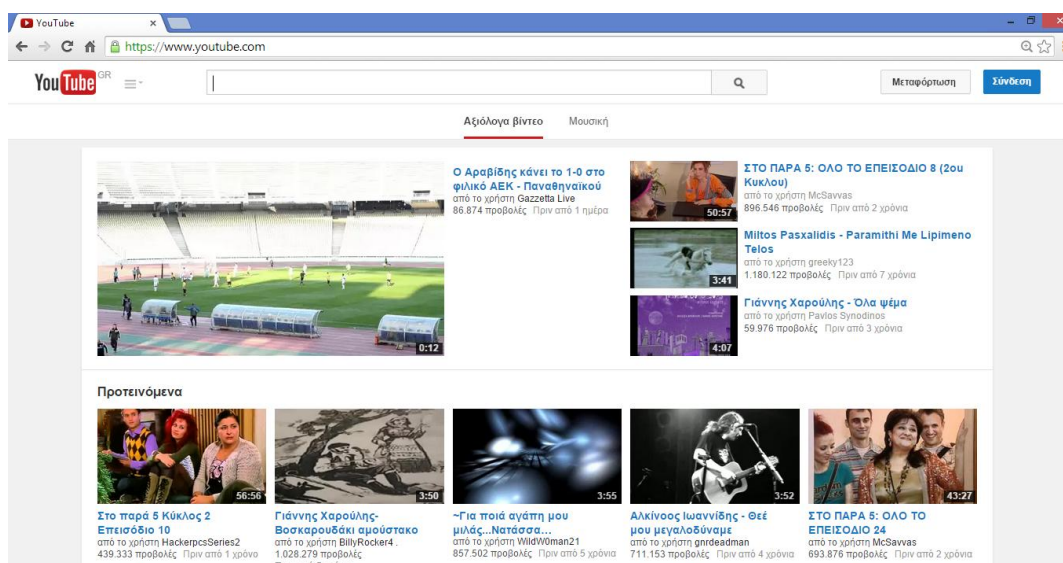 YouTube
https://www.youtube.com
YouTube GR
Μεταφόρτωση
Σύνδεση
Αξιόλογα βίντεο
Μουσική
Ο Αραβίδης κάνει το 1-0 στο
φιλικό ΑΕΚ - Παναθηναϊκού
από το χρήστη Gazzetta Live
86.874 προβολές Πριν από 1 ημέρα
0:12
ΣΤΟ ΠΑΡΑ 5: ΟΛΟ ΤΟ ΕΠΕΙΣΟΔΙΟ 8 (2ου
Κυκλου)
από το χρήστη McSavvas
896.546 προβολές Πριν από 2 χρόνια
50:57
Miltos Pasxalidis - Paramithi Me Lipimeno
Telos
από το χρήστη greeky123
1.180.122 προβολές Πριν από 7 χρόνια
3:41
Γιάννης Χαρούλης - Όλα ψέμα
από το χρήστη Pavlos Synodinos
59.976 προβολές Πριν από 3 χρόνια
4:07
Προτεινόμενα
56:56
Στο παρά 5 Κύκλος 2
Επεισόδιο 10
από το χρήστη HackerpcsSeries2
439.333 προβολές Πριν από 1 χρόνο
3:50
Γιάννης Χαρούλης-
Βοσκαρουδάκι αμούστακο
από το χρήστη BillyRocker4 .
1.028.279 προβολές
3:55
~Για ποιά αγάπη μου
μιλάς...Νατάσσα...
από το χρήστη WildW0man21
857.502 προβολές Πριν από 5 χρόνια
3:52
Αλκίνοος Ιωαννίδης - Θεέ
μου μεγαλοδύναμε
από το χρήστη gnrdeadman
711.153 προβολές Πριν από 4 χρόνια
43:27
ΣΤΟ ΠΑΡΑ 5: ΟΛΟ ΤΟ
ΕΠΕΙΣΟΔΙΟ 24
από το χρήστη McSavvas
693.876 προβολές Πριν από 2 χρόνια